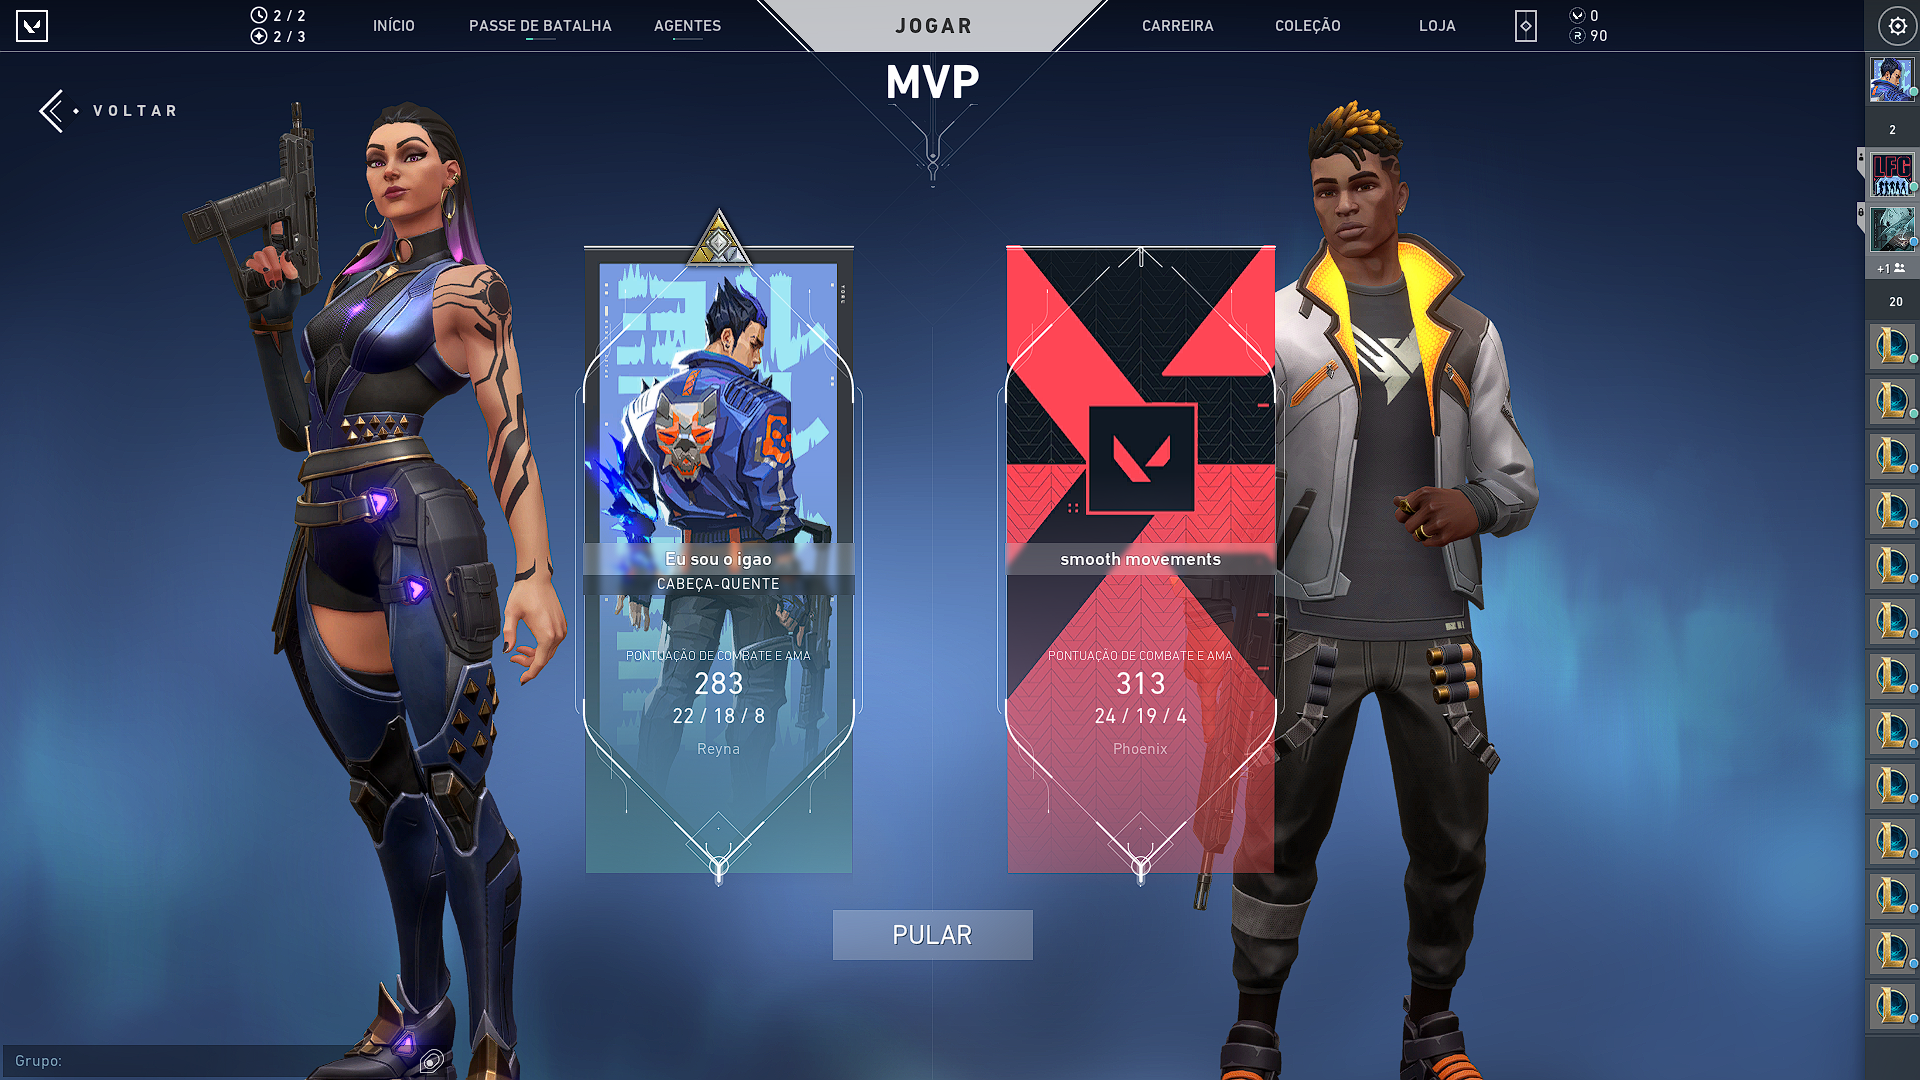 2 / 2
2 / 3
INÍCIO
PASSE DE BATALHA
AGENTES
JOGAR
CARREIRA
COLEÇÃO
LOJA
0
R 90
MVP
VOLTAR
2
LFC
+1
20
YORU
Eu sou o igao
CABEÇA-QUENTE
PONTUAÇÃO DE COMBATE E AMA
283
22 / 18 / 8
Reyna
smooth movements
PONTUAÇÃO DE COMBATE E AMA
313
24 / 19 / 4
Phoenix
PULAR
Grupo: